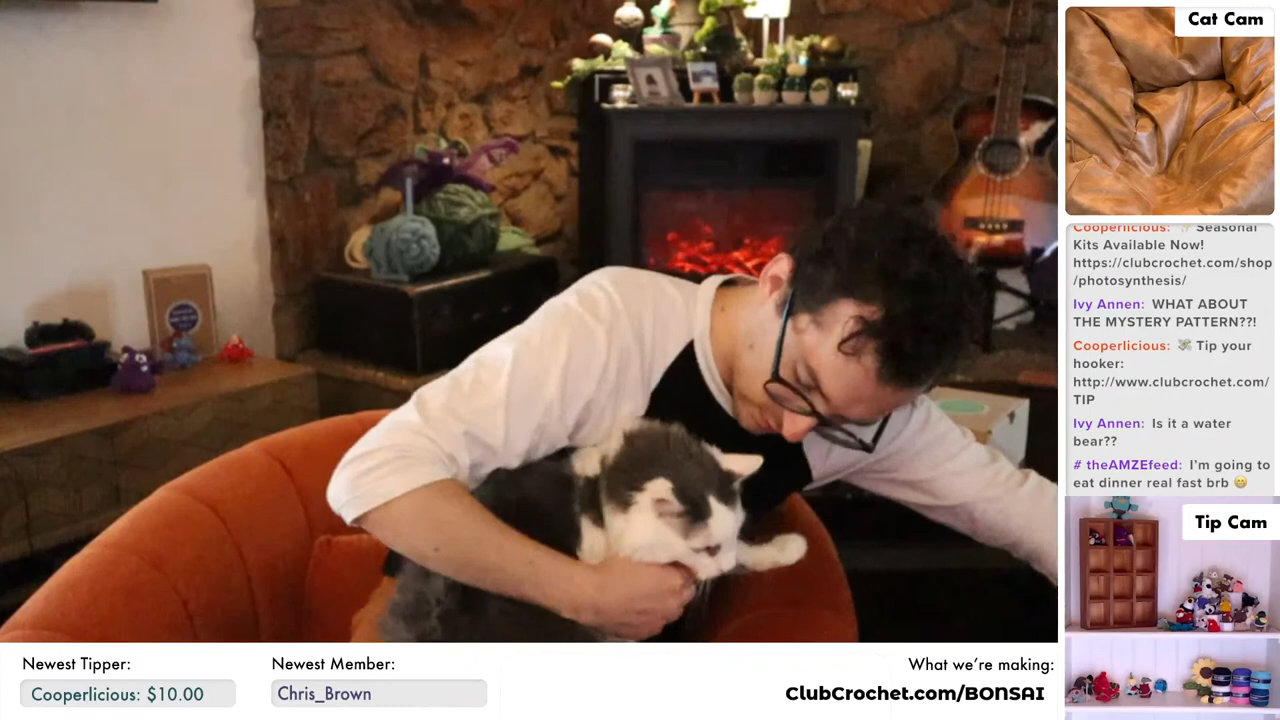 Cat Cam
Cooperlicious: ✨ Seasonal
Kits Available Now!
https://clubcrochet.com/shop
/photosynthesis/
Ivy Annen: WHAT ABOUT
THE MYSTERY PATTERN??!
Cooperlicious: 💸 Tip your
hooker:
http://www.clubcrochet.com/
TIP
Ivy Annen: Is it a water
bear??
# theAMZEfeed: I'm going to
eat dinner real fast brb 😀
Tip Cam
Newest Tipper:
Cooperlicious: $10.00
Newest Member:
Chris_Brown
What we're making:
ClubCrochet.com/BONSAI